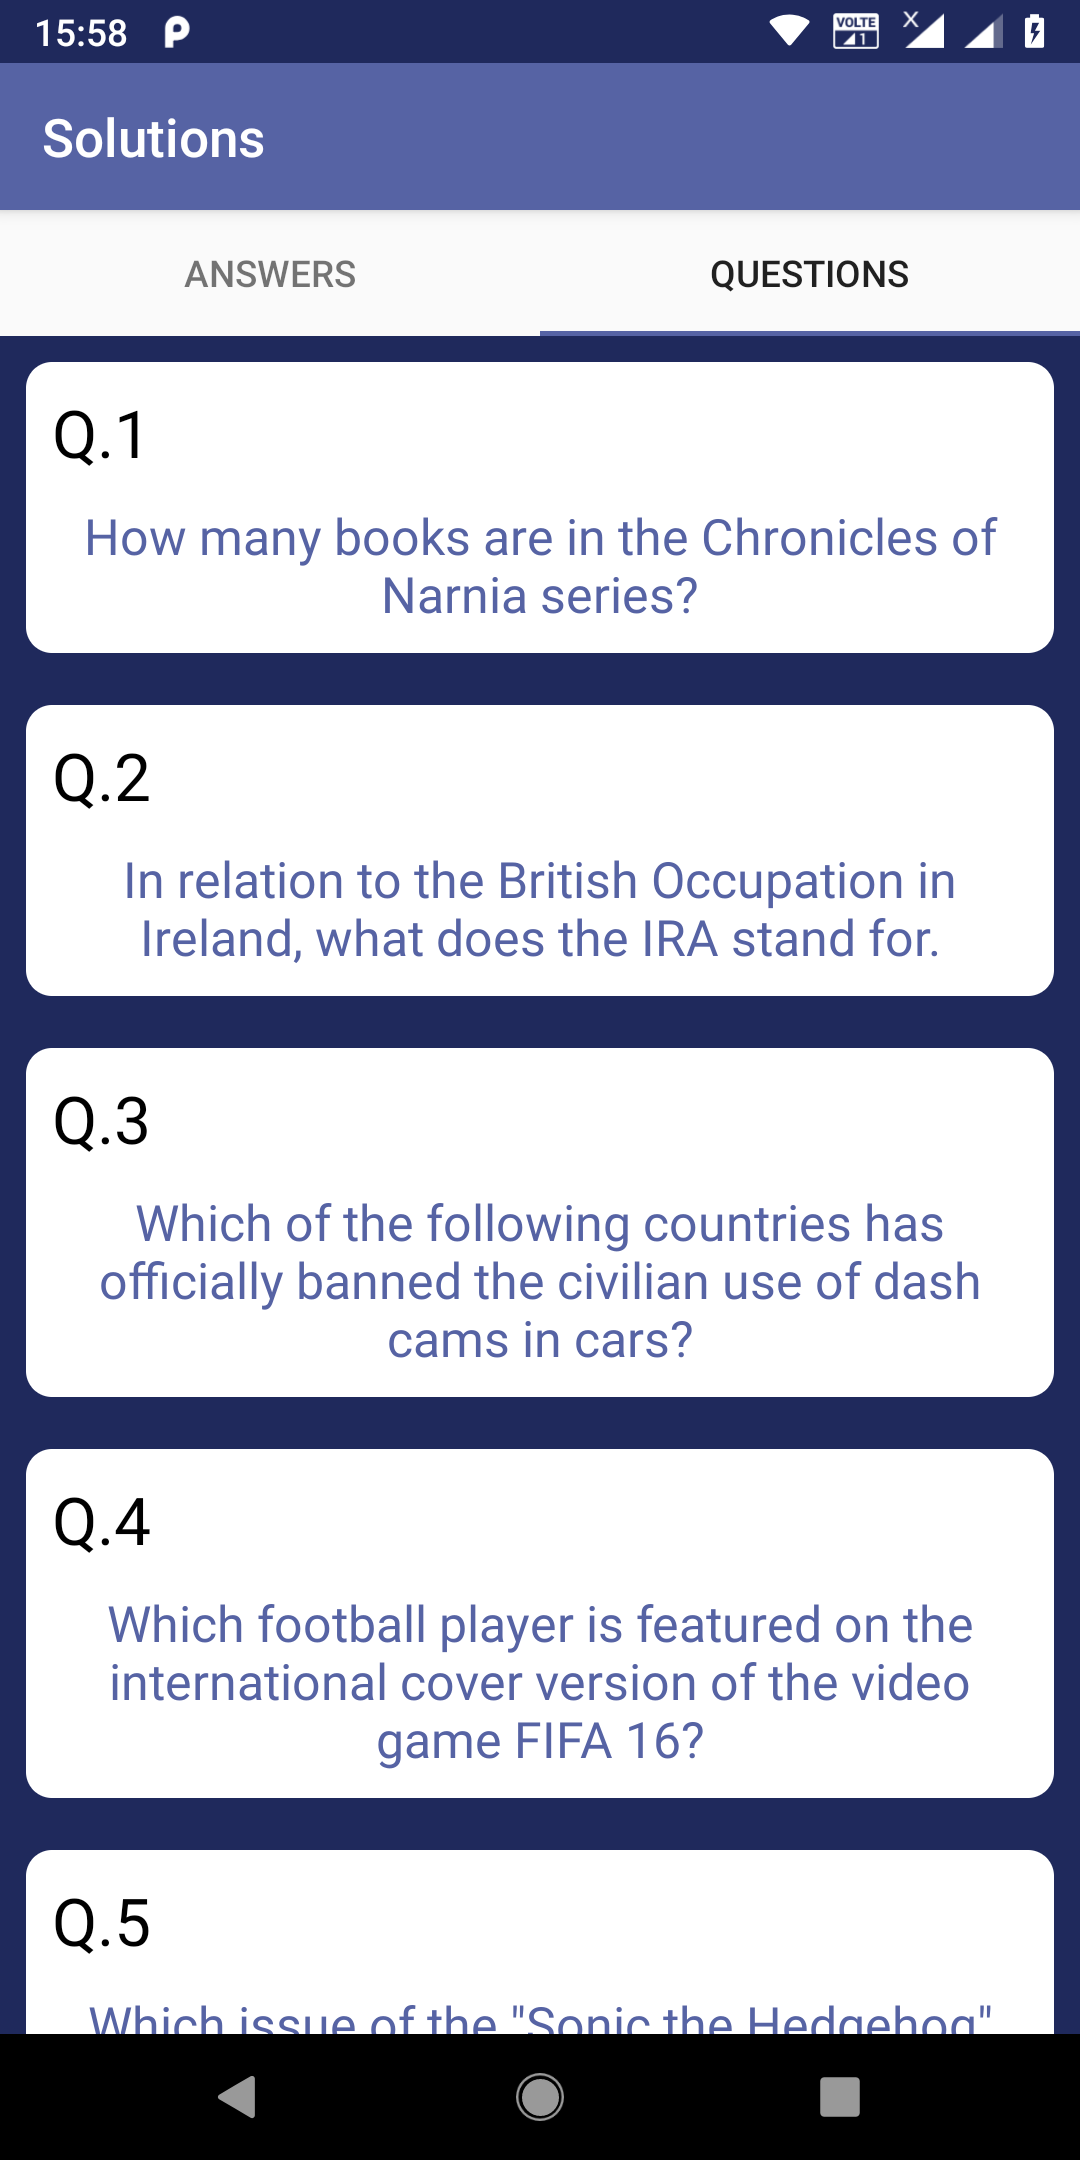 15:58
VOLTE
1
X
Solutions
ANSWERS
QUESTIONS
Q.1
How many books are in the Chronicles of
Narnia series?
Q.2
In relation to the British Occupation in
Ireland, what does the IRA stand for.
Q.3
Which of the following countries has
officially banned the civilian use of dash
cams in cars?
Q.4
Which football player is featured on the
international cover version of the video
game FIFA 16?
Q.5
Which issue of the "Sonic the Hedgehog"